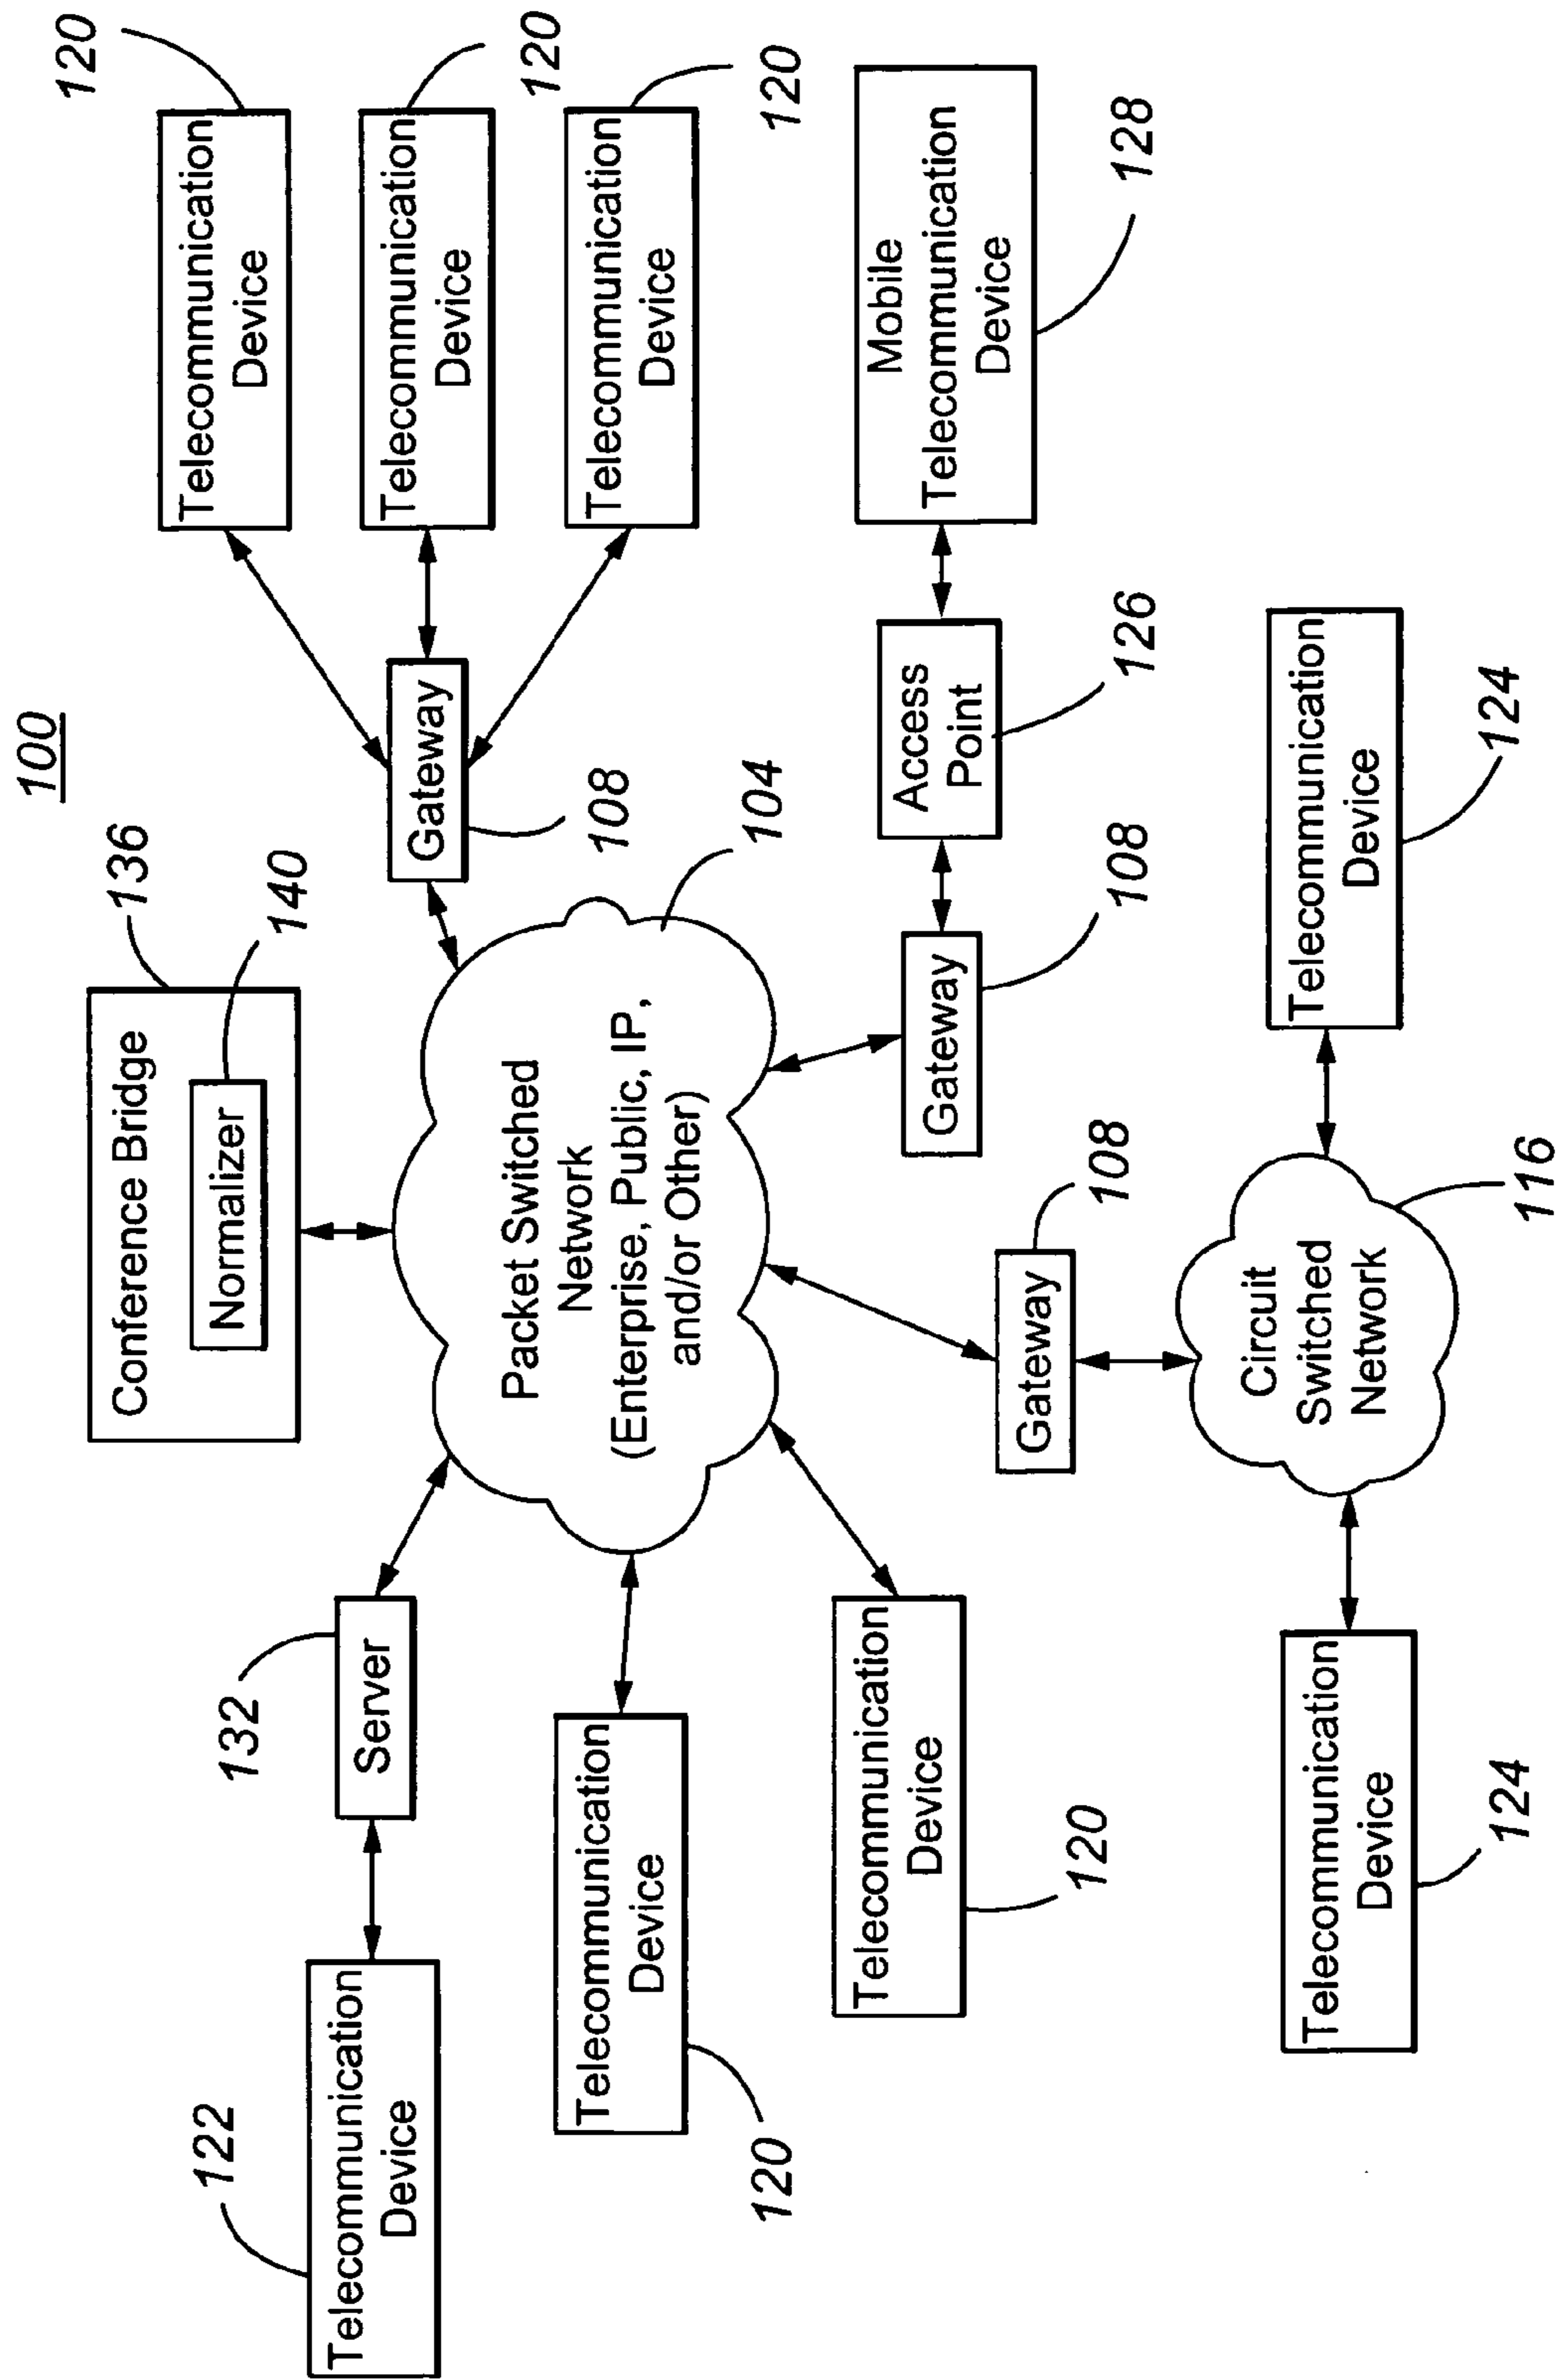 100
136
Conference Bridge
140
Normalizer
132
Server
122
Telecommunication
Device
120
Telecommunication
Device
120
Telecommunication
Device
120
Telecommunication
Device
Gateway
108
104
Packet Switched
Network
(Enterprise, Public, IP,
and/or Other)
Telecommunication
Device
120
Telecommunication
Device
120
Gateway
108
Access
Point
126
Mobile
Telecommunication
Device
128
Gateway
108
Circuit
Switched
Network
116
Telecommunication
Device
124
Telecommunication
Device
124